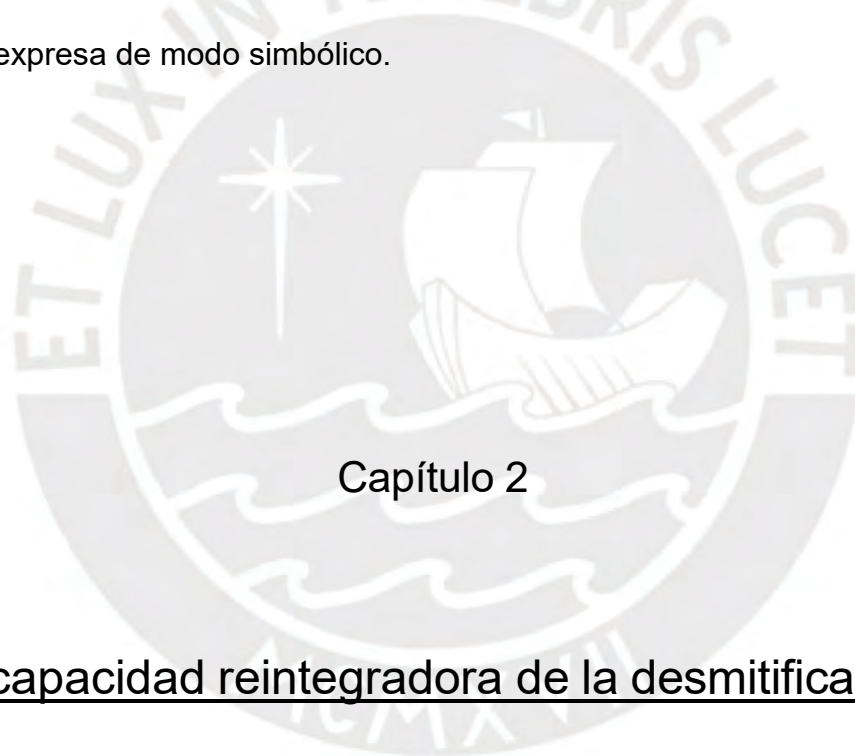 expresa de modo simbólico.
ET LUX IN TENEBRIS LUCET
Capítulo 2
capacidad reintegradora de la desmitifica
MCMXVII